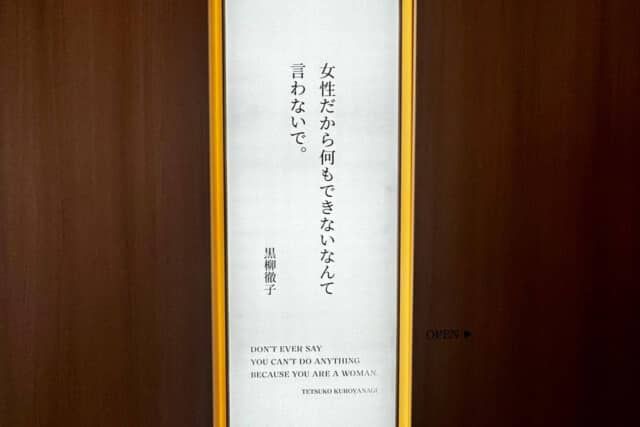 女性だから何もできないなんて
言わないで。
黒柳徹子
DON'T EVER SAY
YOU CAN'T DO ANYTHING
BECAUSE YOU ARE A WOMAN.
TETSUKO KUROYANAGI
OPEN ▶